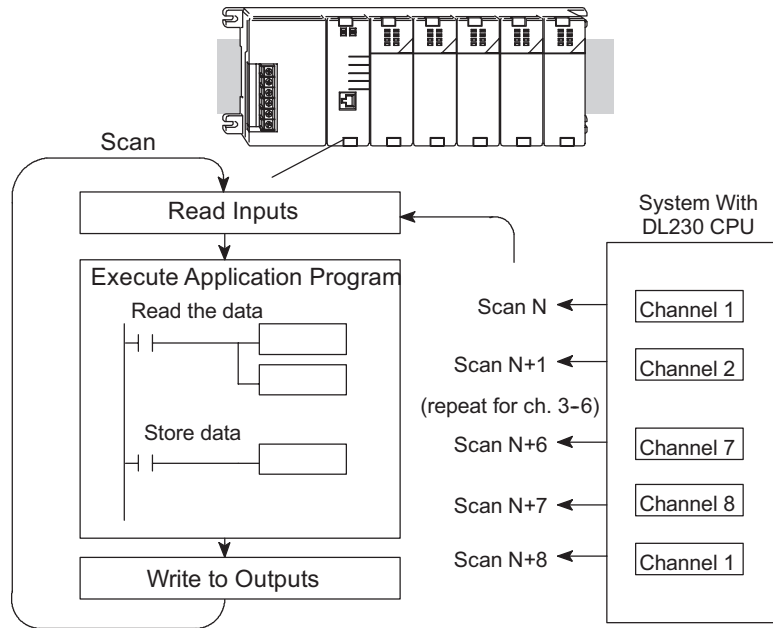 Scan
Read Inputs
Execute Application Program
Read the data
Store data
Write to Outputs
System With
DL230 CPU
Scan N
Channel 1
Scan N+1
Channel 2
(repeat for ch. 3-6)
Scan N+6
Channel 7
Scan N+7
Channel 8
Scan N+8
Channel 1